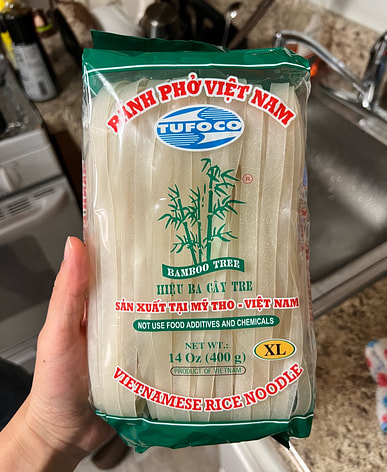 BÁNH PHỞ VIỆT NAM
TUFOCO
®
BAMBOO TREE
HIỆU BA CÂY TRE
SẢN XUẤT TẠI MỸ THO - VIỆT NAM
NOT USE FOOD ADDITIVES AND CHEMICALS
NET WT.:
14 Oz (400 g)
XL
PRODUCT OF VIETNAM
VIETNAMESE RICE NOODLE